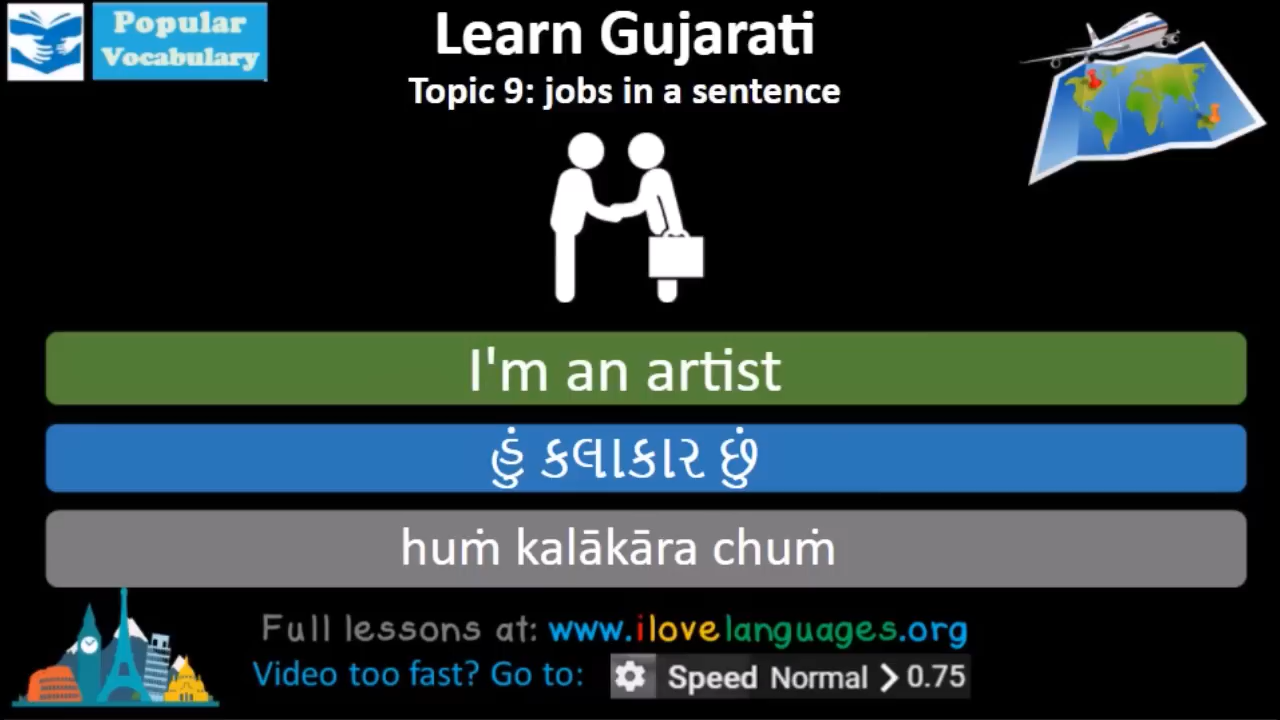 Popular
Vocabulary
Learn Gujarati
Topic 9: jobs in a sentence
I'm an artist
હું કલાકાર છું
huṁ kalākāra chuṁ
Full lessons at: www.ilovelanguages.org
Video too fast? Go to: Speed Normal > 0.75